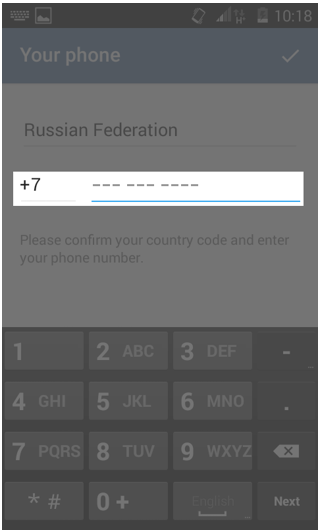 10:18
Your phone
Russian Federation
+7 --- --- ----
Please confirm your country code and enter
your phone number.
1 2 ABC 3 DEF -
4 GHI 5 JKL 6 MNO .
7 PQRS 8 TUV 9 WXYZ
* # 0 + English Next